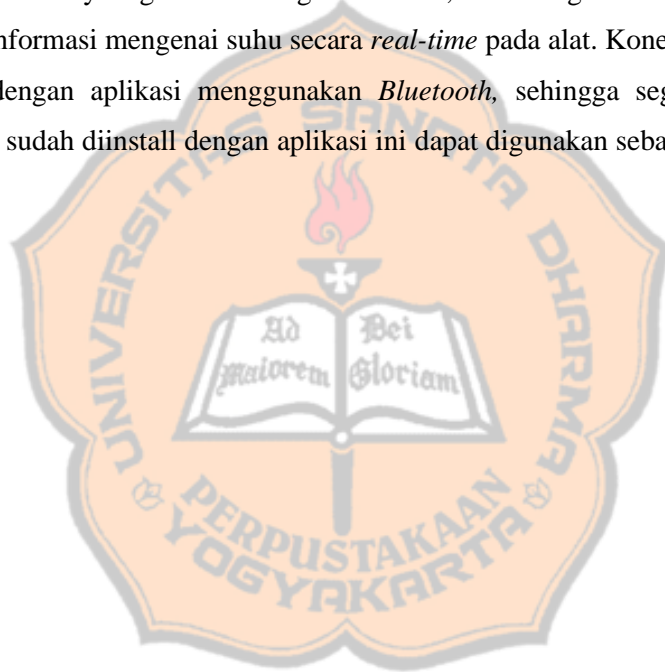 nformasi mengenai suhu secara real-time pada alat. Kone
dengan aplikasi menggunakan Bluetooth, sehingga seg
sudah diinstall dengan aplikasi ini dapat digunakan seba
UNIVERSITAS SANATA DHARMA
Ad Maiorem
Dei Gloriam
PERPUSTAKAAN
YOGYAKARTA